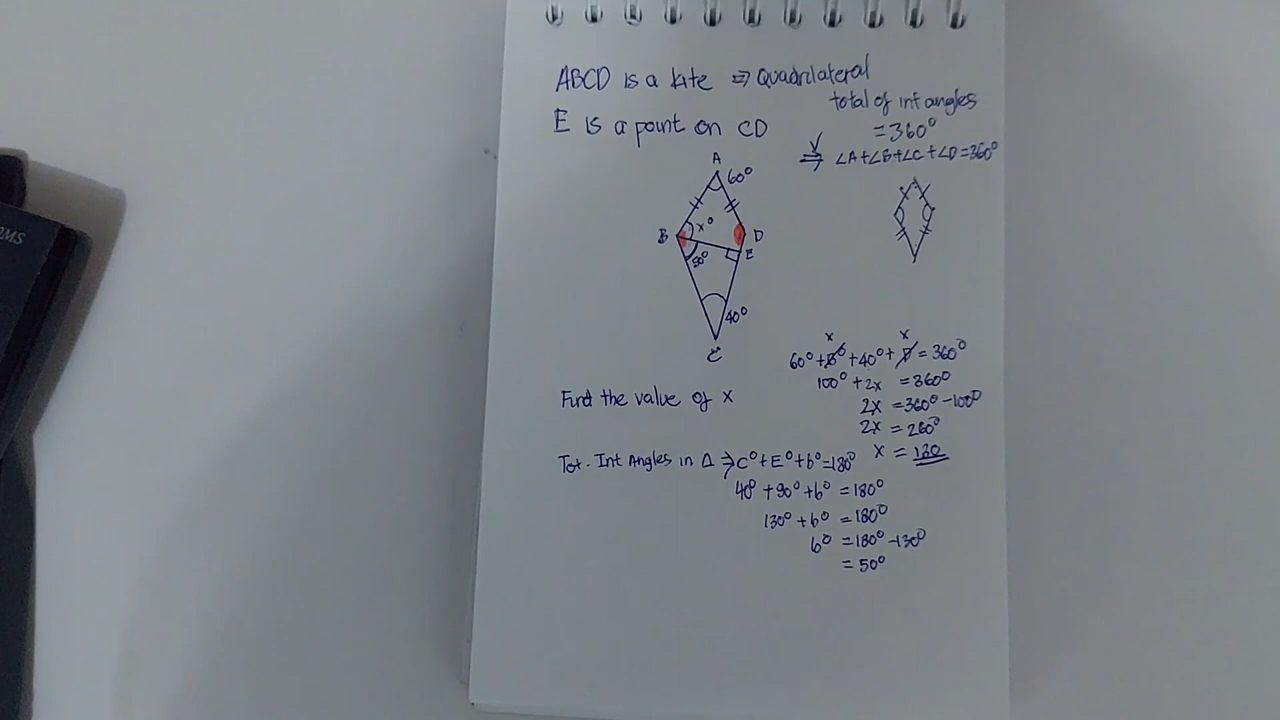 ABCD is a kite ⇒ Quadrilateral
total of int angles
= 360°
E is a point on CD
⇒ ∠A+∠B+∠C+∠D=360°
A
60°
B
x°
D
E
50°
40°
C
Find the value of x
x x
60°+B°+40°+D=360°
100°+2x =360°
2x =360°-100°
2x =260°
x = 130
Tot. Int Angles in Δ ⇒ C°+E°+b°=180°
40°+90°+b° =180°
130°+b° =180°
b° =180°-130°
= 50°